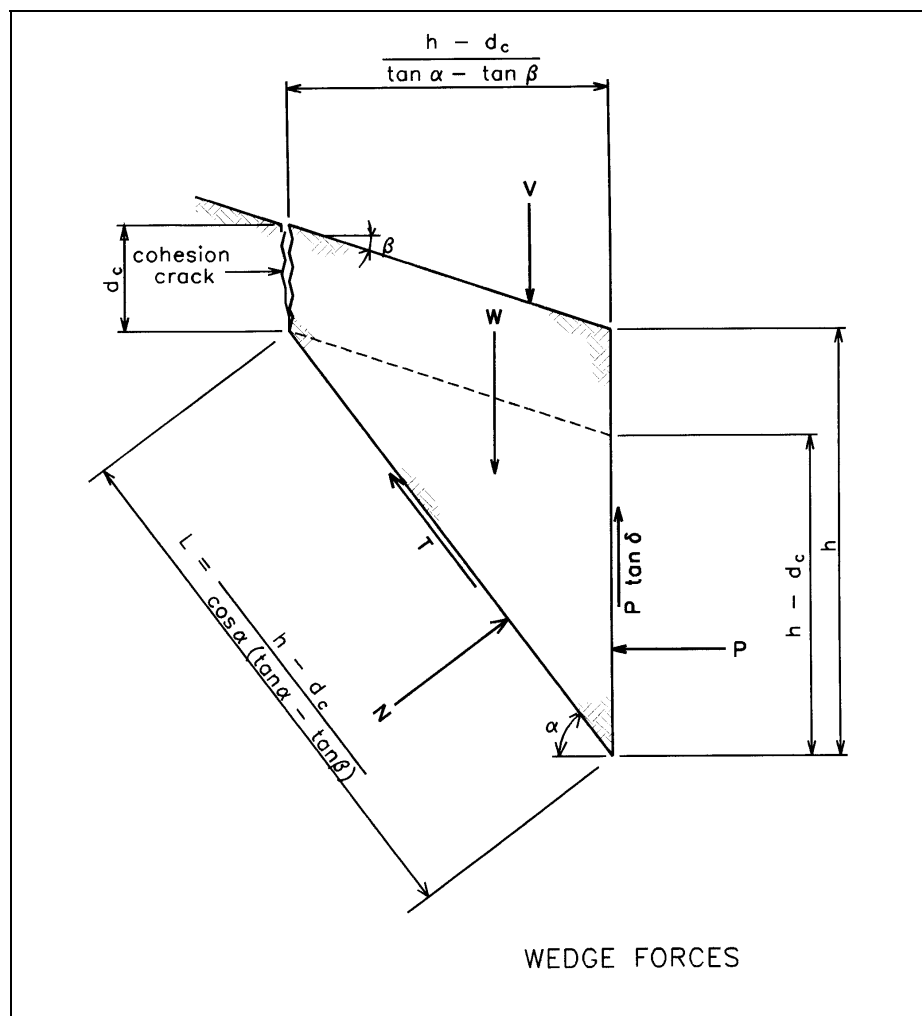 h - d_c
tan α - tan β
V
β
cohesion
crack
d_c
W
T
P tan δ
h - d_c
h
P
N
α
L = h - d_c
cos α (tan α - tan β)
WEDGE FORCES